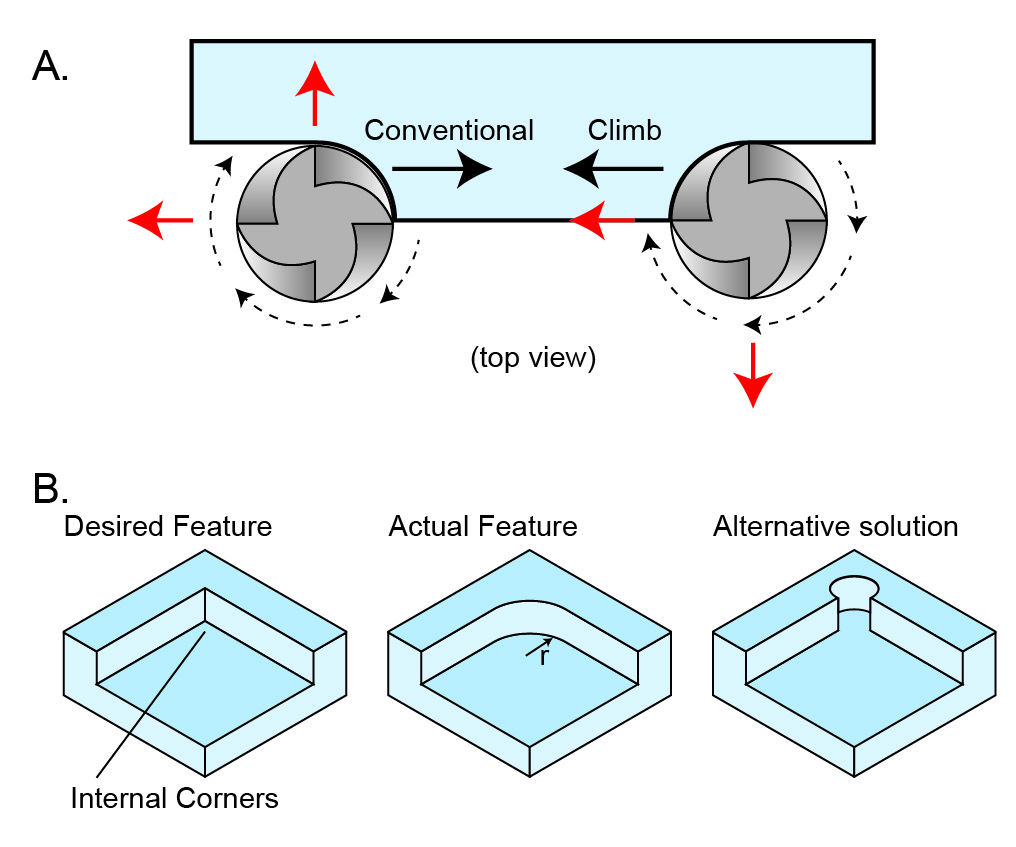 A.
Conventional
Climb
(top view)
B.
Desired Feature
Actual Feature
Alternative solution
r
Internal Corners